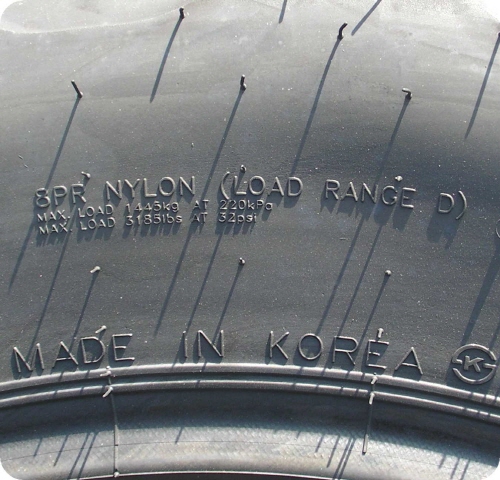 8PR NYLON (LOAD RANGE D)
MAX. LOAD 1445kg AT 220kPa
MAX. LOAD 3185lbs AT 32psi
MADE IN KOREA K